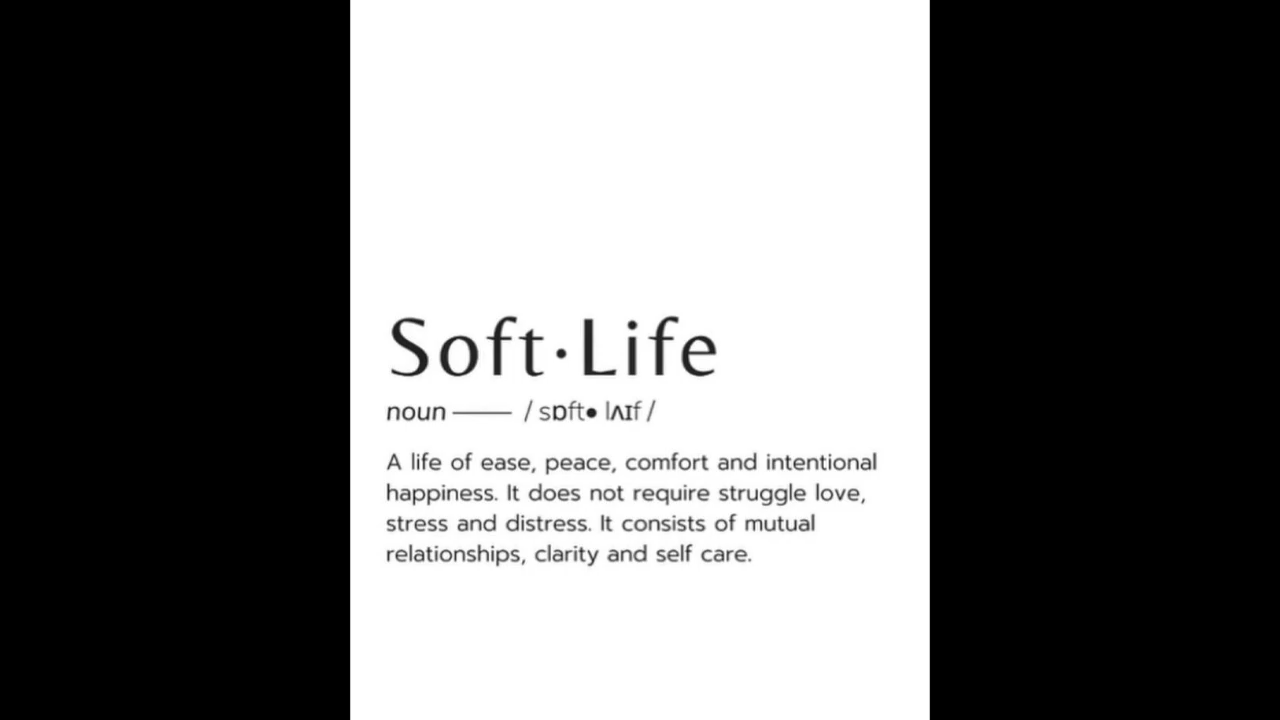 Soft·Life
noun —— / sɒft• lʌɪf /
A life of ease, peace, comfort and intentional
happiness. It does not require struggle love,
stress and distress. It consists of mutual
relationships, clarity and self care.